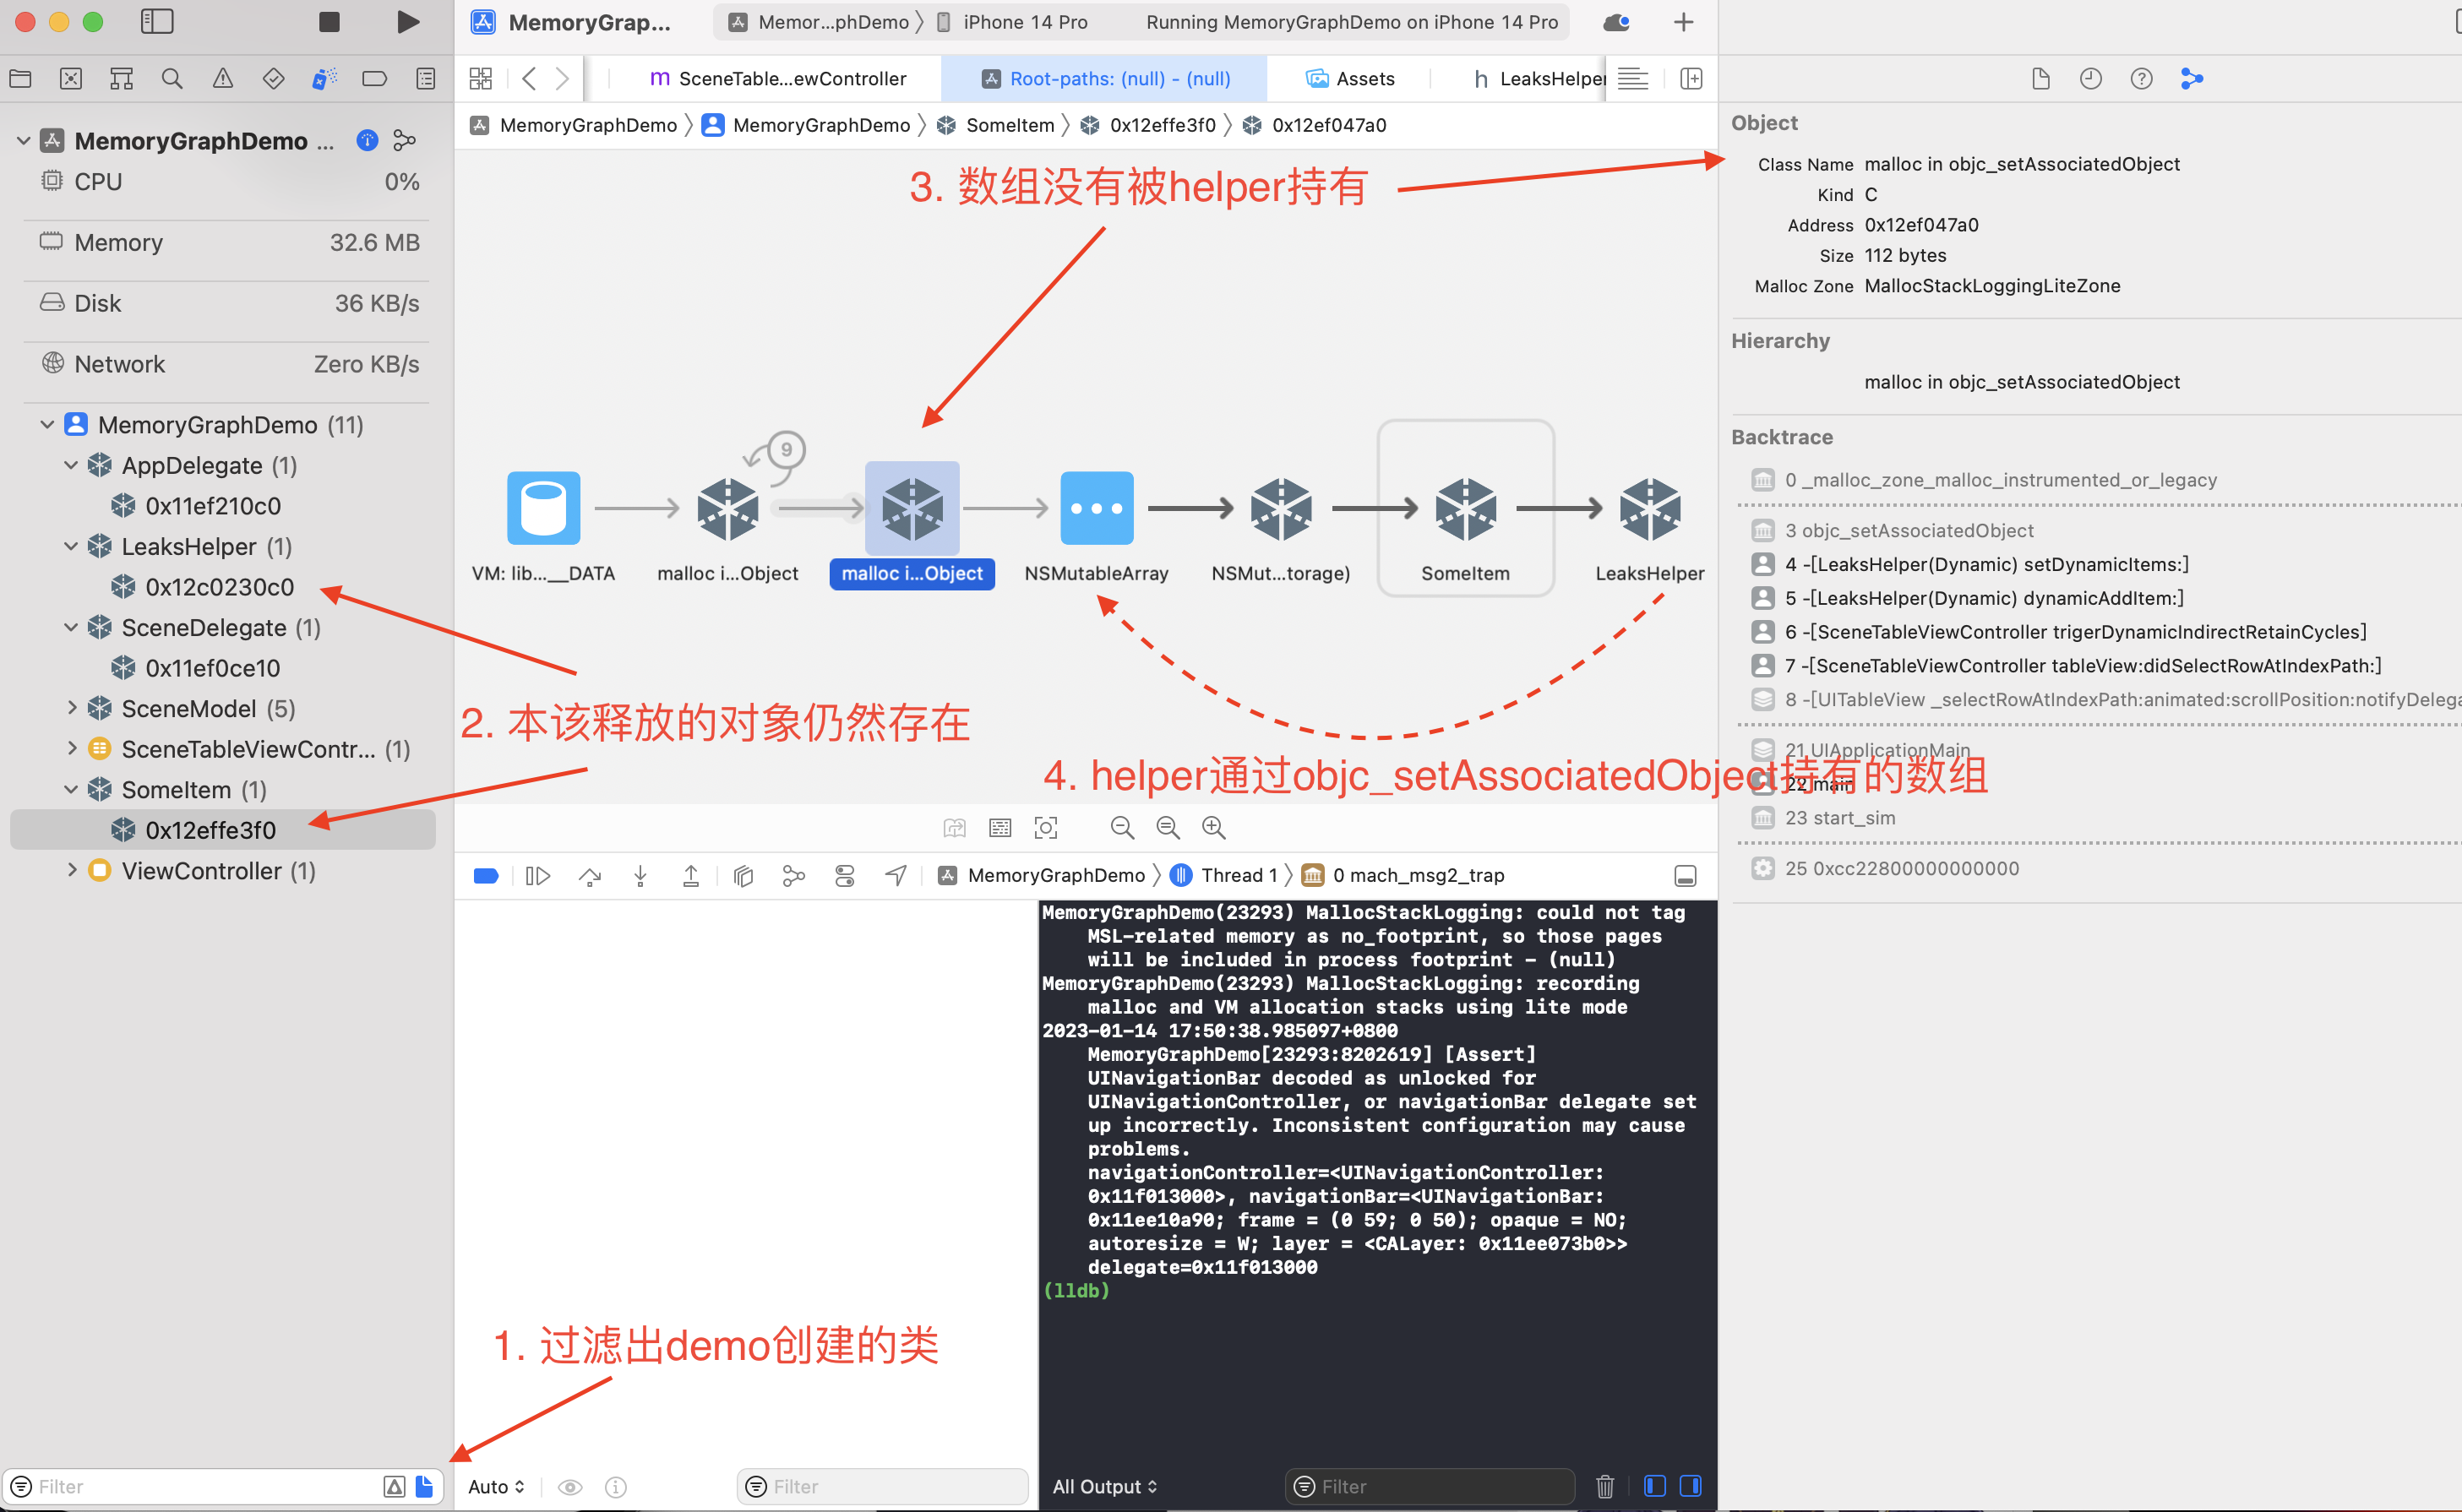 MemoryGrap...
Memor...phDemo
iPhone 14 Pro
Running MemoryGraphDemo on iPhone 14 Pro
m SceneTable...ewController
Root-paths: (null) - (null)
Assets
h LeaksHelper
MemoryGraphDemo
MemoryGraphDemo
SomeItem
0x12effe3f0
0x12ef047a0
MemoryGraphDemo ...
CPU 0%
Memory 32.6 MB
Disk 36 KB/s
Network Zero KB/s
MemoryGraphDemo (11)
AppDelegate (1)
0x11ef210c0
LeaksHelper (1)
0x12c0230c0
SceneDelegate (1)
0x11ef0ce10
SceneModel (5)
SceneTableViewContr... (1)
SomeItem (1)
0x12effe3f0
ViewController (1)
Filter
3. 数组没有被helper持有
9
VM: lib...__DATA
malloc i...Object
malloc i...Object
NSMutableArray
NSMut...torage)
SomeItem
LeaksHelper
2. 本该释放的对象仍然存在
4. helper通过objc_setAssociatedObject持有的数组
1. 过滤出demo创建的类
MemoryGraphDemo
Thread 1
0 mach_msg2_trap
MemoryGraphDemo(23293) MallocStackLogging: could not tag
MSL-related memory as no_footprint, so those pages
will be included in process footprint - (null)
MemoryGraphDemo(23293) MallocStackLogging: recording
malloc and VM allocation stacks using lite mode
2023-01-14 17:50:38.985097+0800
MemoryGraphDemo[23293:8202619] [Assert]
UINavigationBar decoded as unlocked for
UINavigationController, or navigationBar delegate set
up incorrectly. Inconsistent configuration may cause
problems.
navigationController=<UINavigationController:
0x11f013000>, navigationBar=<UINavigationBar:
0x11ee10a90; frame = (0 59; 0 50); opaque = NO;
autoresize = W; layer = <CALayer: 0x11ee073b0>>
delegate=0x11f013000
(lldb)
Auto
Filter
All Output
Filter
Object
Class Name malloc in objc_setAssociatedObject
Kind C
Address 0x12ef047a0
Size 112 bytes
Malloc Zone MallocStackLoggingLiteZone
Hierarchy
malloc in objc_setAssociatedObject
Backtrace
0 _malloc_zone_malloc_instrumented_or_legacy
3 objc_setAssociatedObject
4 -[LeaksHelper(Dynamic) setDynamicItems:]
5 -[LeaksHelper(Dynamic) dynamicAddItem:]
6 -[SceneTableViewController trigerDynamicIndirectRetainCycles]
7 -[SceneTableViewController tableView:didSelectRowAtIndexPath:]
8 -[UITableView _selectRowAtIndexPath:animated:scrollPosition:notifyDelega
21 UIApplicationMain
22 main
23 start_sim
25 0xcc22800000000000